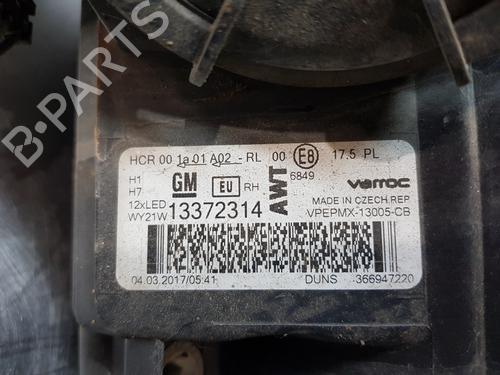 HCR 00 1a 01 A02 - RL 00 E8 17.5 PL
H1 GM EU RH AWT 6849 varroc
H7
12xLED 13372314 MADE IN CZECH REP
WY21W VPEPMX-13005-CB
04.03.2017/05:41 DUNS 366947220
B-PARTS